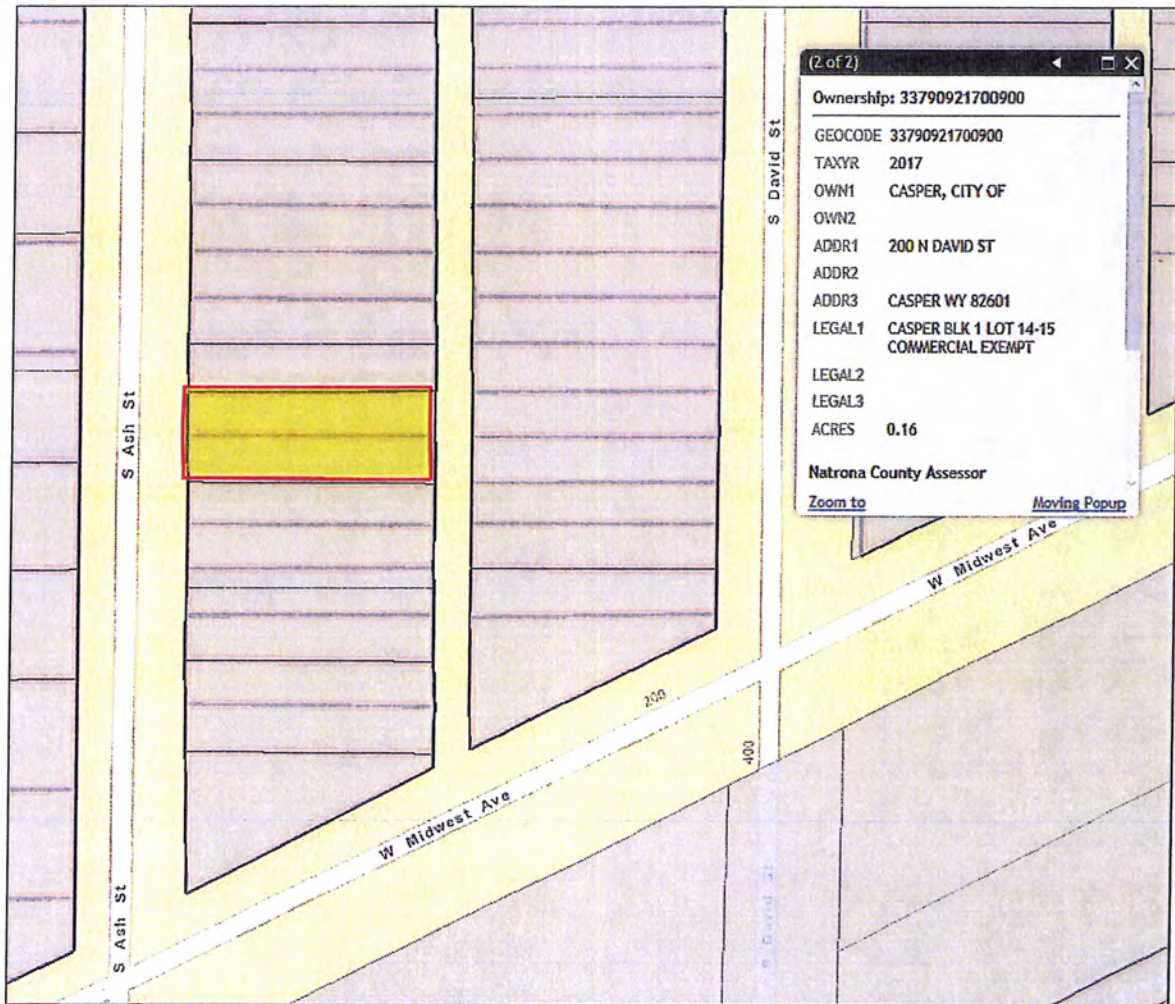 (2 of 2)
Ownership: 33790921700900
GEOCODE 33790921700900
TAXYR 2017
OWN1 CASPER, CITY OF
OWN2
ADDR1 200 N DAVID ST
ADDR2
ADDR3 CASPER WY 82601
LEGAL1 CASPER BLK 1 LOT 14-15
COMMERCIAL EXEMPT
LEGAL2
LEGAL3
ACRES 0.16
Natrona County Assessor
Zoom to Moving Popup
S David St
S Ash St
W Midwest Ave
200
400
W Midwest Ave
S Ash St
S David St